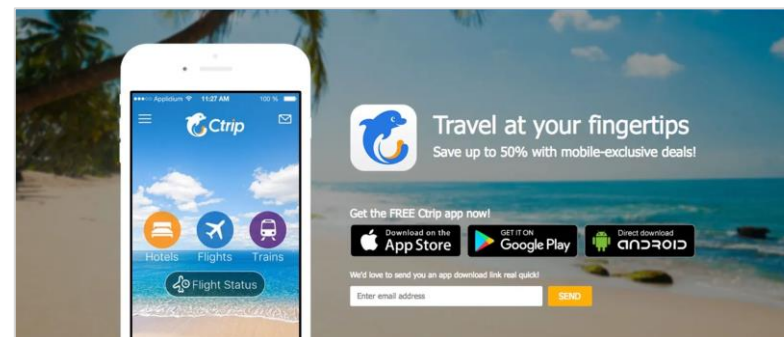 Applidium 11:27 AM 100 %
Ctrip
Hotels Flights Trains
Flight Status
Travel at your fingertips
Save up to 50% with mobile-exclusive deals!
Get the FREE Ctrip app now!
Download on the
App Store
GET IT ON
Google Play
Direct download
ANDROID
We'd love to send you an app download link real quick!
Enter email address
SEND